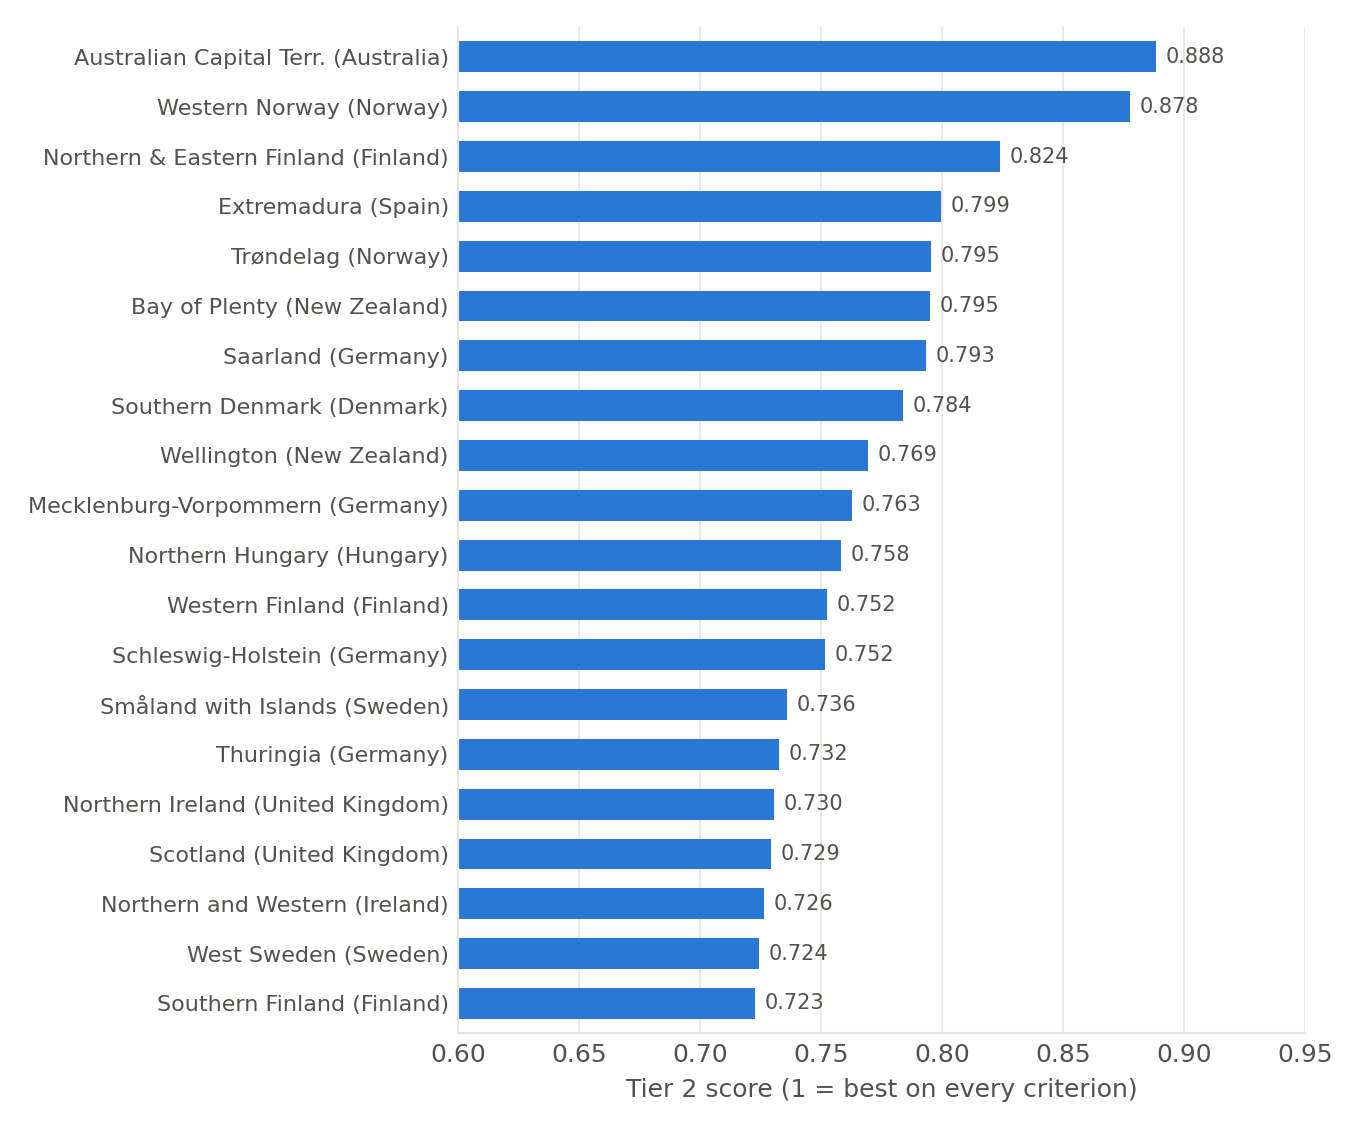 Australian Capital Terr. (Australia) 0.888
Western Norway (Norway) 0.878
Northern & Eastern Finland (Finland) 0.824
Extremadura (Spain) 0.799
Trøndelag (Norway) 0.795
Bay of Plenty (New Zealand) 0.795
Saarland (Germany) 0.793
Southern Denmark (Denmark) 0.784
Wellington (New Zealand) 0.769
Mecklenburg-Vorpommern (Germany) 0.763
Northern Hungary (Hungary) 0.758
Western Finland (Finland) 0.752
Schleswig-Holstein (Germany) 0.752
Småland with Islands (Sweden) 0.736
Thuringia (Germany) 0.732
Northern Ireland (United Kingdom) 0.730
Scotland (United Kingdom) 0.729
Northern and Western (Ireland) 0.726
West Sweden (Sweden) 0.724
Southern Finland (Finland) 0.723
0.60 0.65 0.70 0.75 0.80 0.85 0.90 0.95
Tier 2 score (1 = best on every criterion)